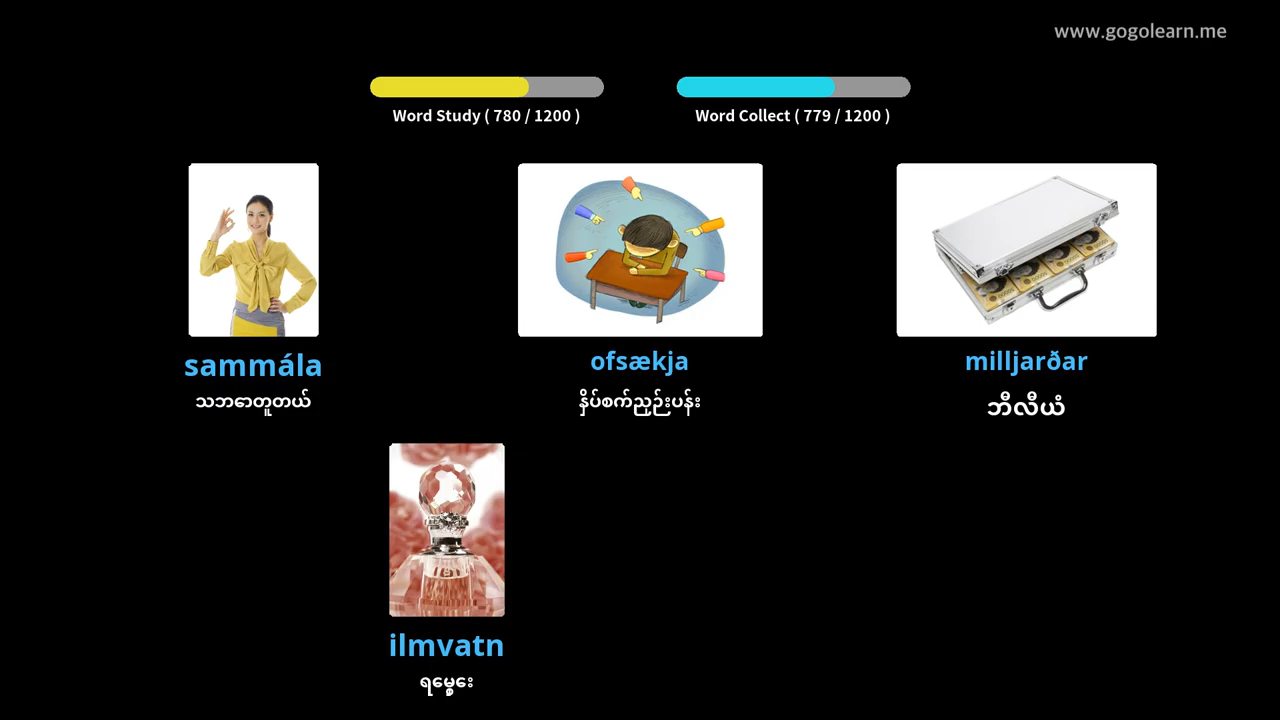 www.gogolearn.me
Word Study ( 780 / 1200 )
Word Collect ( 779 / 1200 )
sammála
ofsækja
milljarðar
သဘောတူတယ်
နှိပ်စက်ညှဉ်းပန်း
ဘီလီယံ
ilmvatn
ရေမွှေး